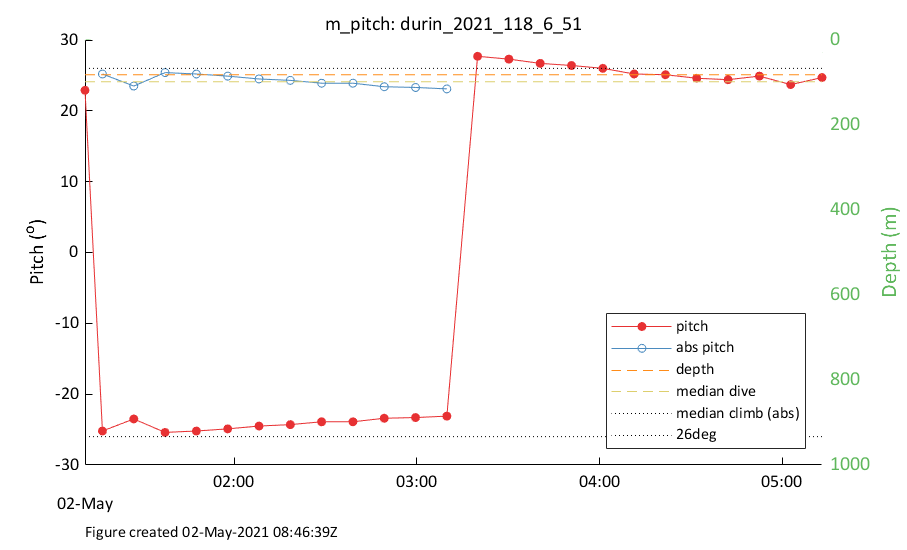 m_pitch: durin_2021_118_6_51
30
20
10
0
-10
-20
-30
Pitch (o)
0
200
400
600
800
1000
Depth (m)
pitch
abs pitch
depth
median dive
median climb (abs)
26deg
02:00
03:00
04:00
05:00
02-May
Figure created 02-May-2021 08:46:39Z